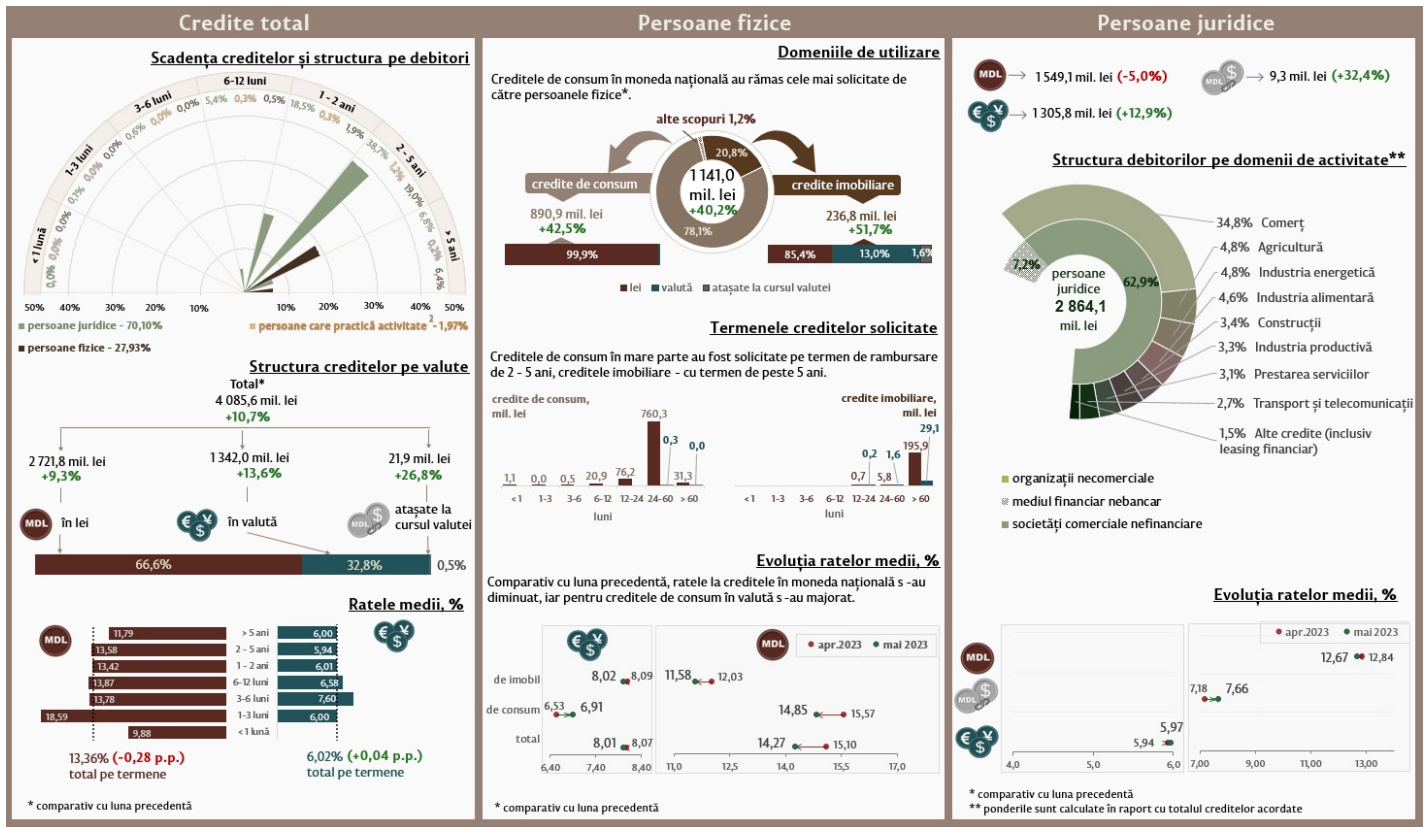 Credite total
Scadența creditelor și structura pe debitori
< 1 lună
1-3 luni
3-6 luni
6-12 luni
1 - 2 ani
2 - 5 ani
> 5 ani
0,0%
0,0%
0,0%
0,1%
0,0%
0,0%
0,6%
0,0%
0,0%
5,4%
0,3%
0,5%
18,5%
0,3%
1,9%
38,7%
1,2%
19,0%
6,8%
0,2%
6,4%
50% 40% 30% 20% 10% 10% 20% 30% 40% 50%
persoane juridice - 70,10%
persoane care practică activitate 2 - 1,97%
persoane fizice - 27,93%
Structura creditelor pe valute
Total*
4 085,6 mil. lei
+10,7%
2 721,8 mil. lei
+9,3%
1 342,0 mil. lei
+13,6%
21,9 mil. lei
+26,8%
MDL în lei
€ ¥ $ în valută
MDL $ atașate la
cursul valutei
66,6% 32,8% 0,5%
Ratele medii, %
MDL
€ ¥ $
11,79 > 5 ani 6,00
13,58 2 - 5 ani 5,94
13,42 1 - 2 ani 6,01
13,87 6-12 luni 6,58
13,78 3-6 luni 7,60
18,59 1-3 luni 6,00
9,88 < 1 lună
13,36% (-0,28 p.p.)
total pe termene
6,02% (+0,04 p.p.)
total pe termene
* comparativ cu luna precedentă
Persoane fizice
Domeniile de utilizare
Creditele de consum în moneda națională au rămas cele mai solicitate de
către persoanele fizice*.
alte scopuri 1,2%
20,8%
1 141,0
mil. lei
+40,2%
78,1%
credite de consum
890,9 mil. lei
+42,5%
99,9%
credite imobiliare
236,8 mil. lei
+51,7%
85,4% 13,0% 1,6%
lei valută atașate la cursul valutei
Termenele creditelor solicitate
Creditele de consum în mare parte au fost solicitate pe termen de rambursare
de 2 - 5 ani, creditele imobiliare - cu termen de peste 5 ani.
credite de consum,
mil. lei
1,1 0,0 0,5 20,9 76,2 760,3 0,3 31,3 0,0
< 1 1-3 3-6 6-12 12-24 24-60 > 60
luni
credite imobiliare,
mil. lei
0,7 0,2 5,8 1,6 195,9 29,1
< 1 1-3 3-6 6-12 12-24 24-60 > 60
luni
Evoluția ratelor medii, %
Comparativ cu luna precedentă, ratele la creditele în moneda națională s -au
diminuat, iar pentru creditele de consum în valută s -au majorat.
€ ¥ $
MDL
apr.2023 mai 2023
de imobil 8,02 8,09 11,58 12,03
de consum 6,53 6,91 14,85 15,57
total 8,01 8,07 14,27 15,10
6,40 7,40 8,40
11,0 12,5 14,0 15,5 17,0
* comparativ cu luna precedentă
Persoane juridice
MDL 1 549,1 mil. lei (-5,0%)
MDL $ 9,3 mil. lei (+32,4%)
€ ¥ $ 1 305,8 mil. lei (+12,9%)
Structura debitorilor pe domenii de activitate**
7,2%
62,9%
persoane
juridice
2 864,1
mil. lei
34,8% Comerț
4,8% Agricultură
4,8% Industria energetică
4,6% Industria alimentară
3,4% Construcții
3,3% Industria productivă
3,1% Prestarea serviciilor
2,7% Transport și telecomunicații
1,5% Alte credite (inclusiv
leasing financiar)
organizații necomerciale
mediul financiar nebancar
societăți comerciale nefinanciare
Evoluția ratelor medii, %
apr.2023 mai 2023
MDL
12,67 12,84
MDL $
7,18 7,66
€ ¥ $
5,97
5,94
4,0 5,0 6,0
7,00 9,00 11,00 13,00
* comparativ cu luna precedentă
** ponderile sunt calculate în raport cu totalul creditelor acordate